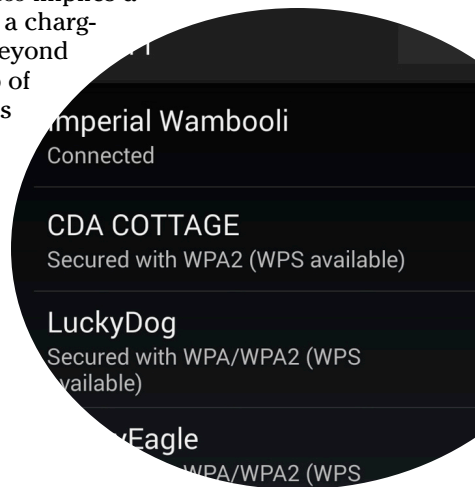 a charg-
eyond
of
s
Imperial Wambooli
Connected
CDA COTTAGE
Secured with WPA2 (WPS available)
LuckyDog
Secured with WPA/WPA2 (WPS
available)
Eagle
WPA/WPA2 (WPS